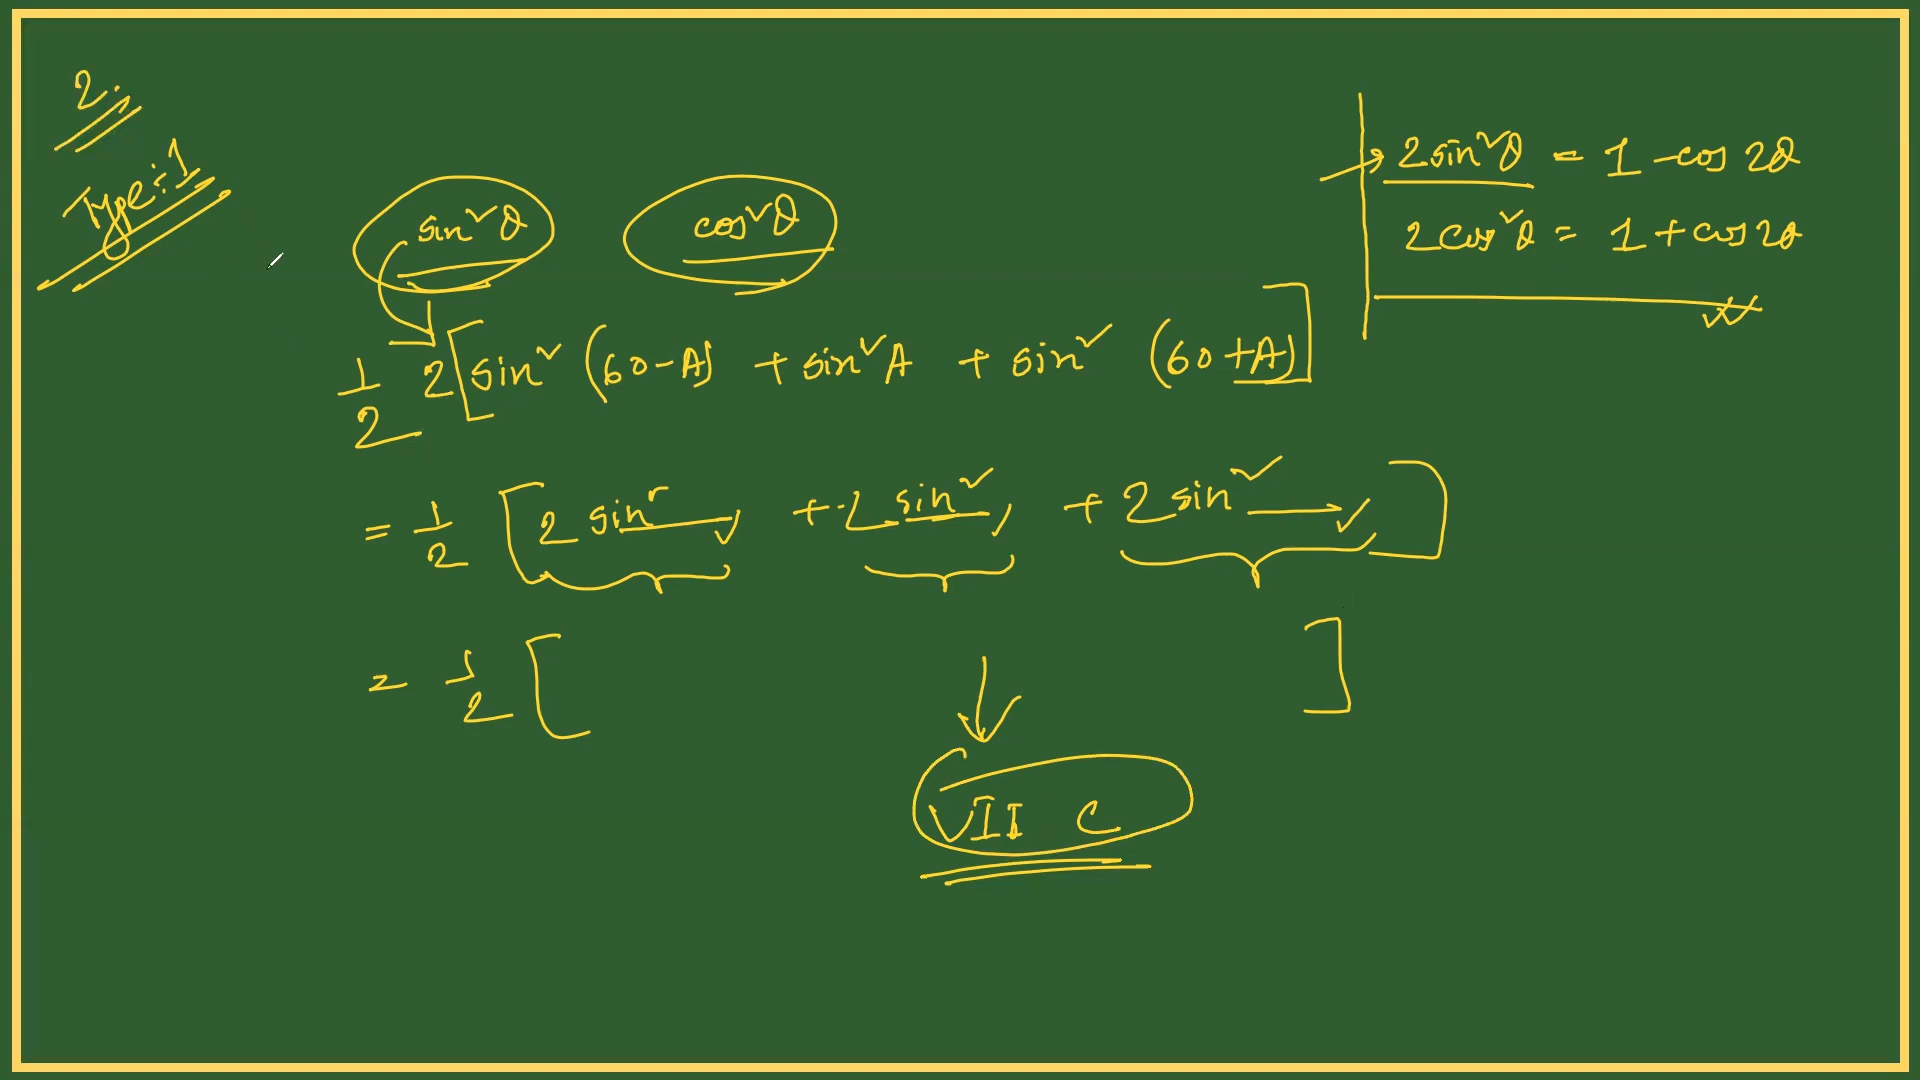 2.
Type:1
sin²θ cos²θ
2sin²θ = 1 - cos 2θ
2cos²θ = 1 + cos 2θ
1/2 2[sin² (60-A) + sin²A + sin² (60+A)]
= 1/2 [2 sin² + 2 sin² + 2 sin² ]
= 1/2 [ ]
VII C